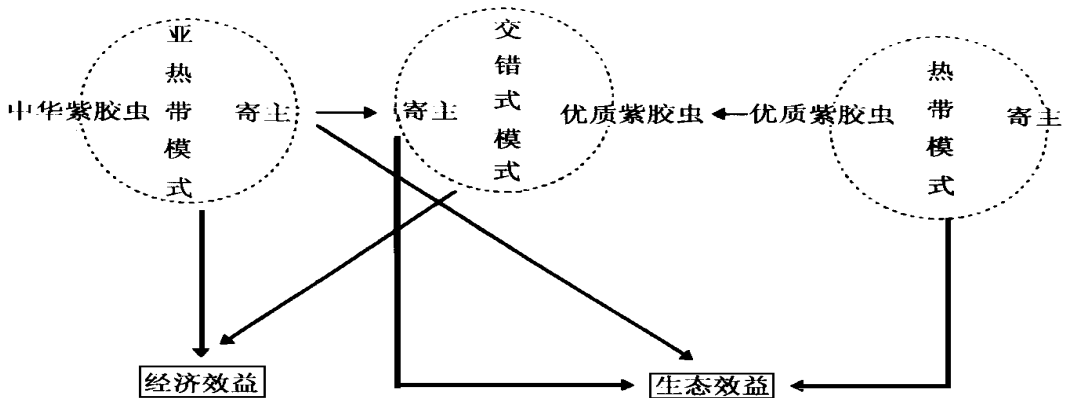 亚热带模式
中华紫胶虫
寄主
交错式模式
寄主
优质紫胶虫
热带模式
优质紫胶虫
寄主
经济效益
生态效益